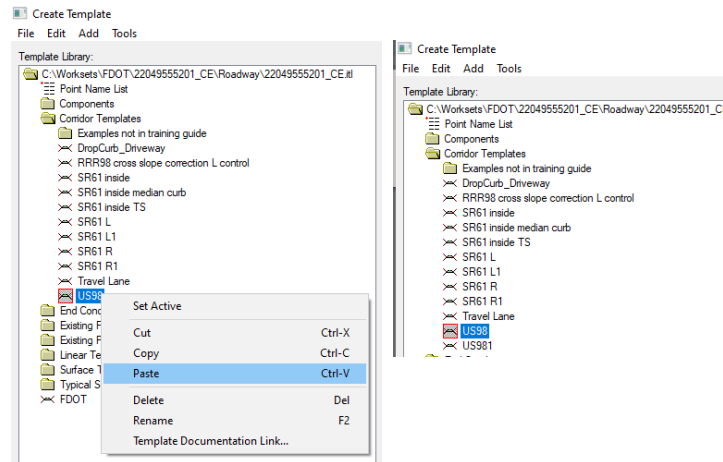 Create Template
File Edit Add Tools
Template Library:
C:\Worksets\FDOT\22049555201_CE\Roadway\22049555201_CE.itl
Point Name List
Components
Corridor Templates
Examples not in training guide
DropCurb_Driveway
RRR98 cross slope correction L control
SR61 inside
SR61 inside median curb
SR61 inside TS
SR61 L
SR61 L1
SR61 R
SR61 R1
Travel Lane
US98
End Cond
Existing F
Existing F
Linear Te
Surface T
Typical S
FDOT
Set Active
Cut Ctrl-X
Copy Ctrl-C
Paste Ctrl-V
Delete Del
Rename F2
Template Documentation Link...
Create Template
File Edit Add Tools
Template Library:
C:\Worksets\FDOT\22049555201_CE\Roadway\22049555201_C
Point Name List
Components
Corridor Templates
Examples not in training guide
DropCurb_Driveway
RRR98 cross slope correction L control
SR61 inside
SR61 inside median curb
SR61 inside TS
SR61 L
SR61 L1
SR61 R
SR61 R1
Travel Lane
US98
US981